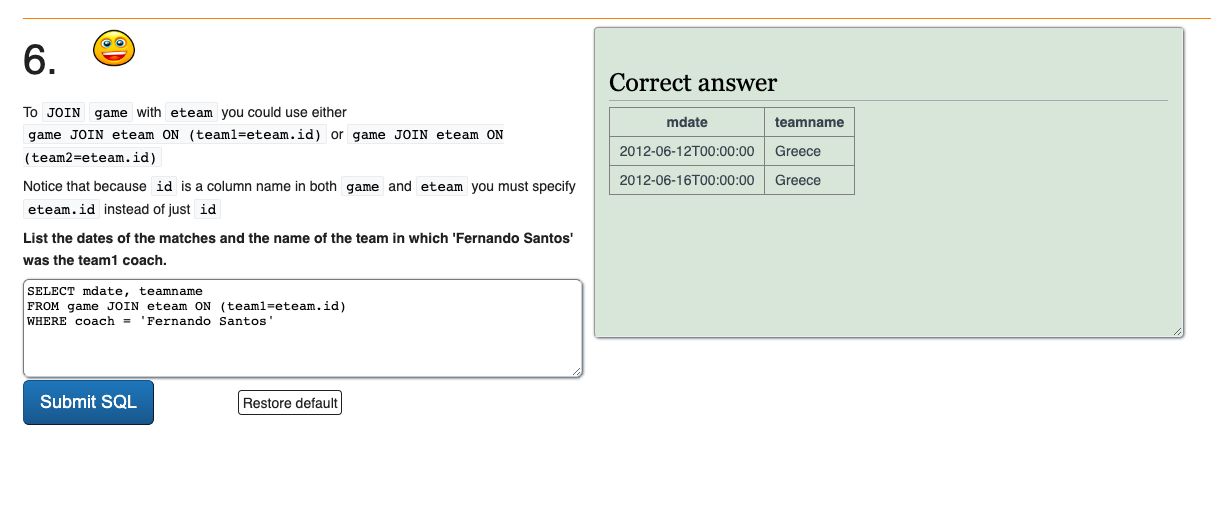 6.
To JOIN game with eteam you could use either
game JOIN eteam ON (team1=eteam.id) or game JOIN eteam ON
(team2=eteam.id)
Notice that because id is a column name in both game and eteam you must specify
eteam.id instead of just id
List the dates of the matches and the name of the team in which 'Fernando Santos'
was the team1 coach.
SELECT mdate, teamname
FROM game JOIN eteam ON (team1=eteam.id)
WHERE coach = 'Fernando Santos'
Submit SQL
Restore default
Correct answer
mdate teamname
2012-06-12T00:00:00 Greece
2012-06-16T00:00:00 Greece